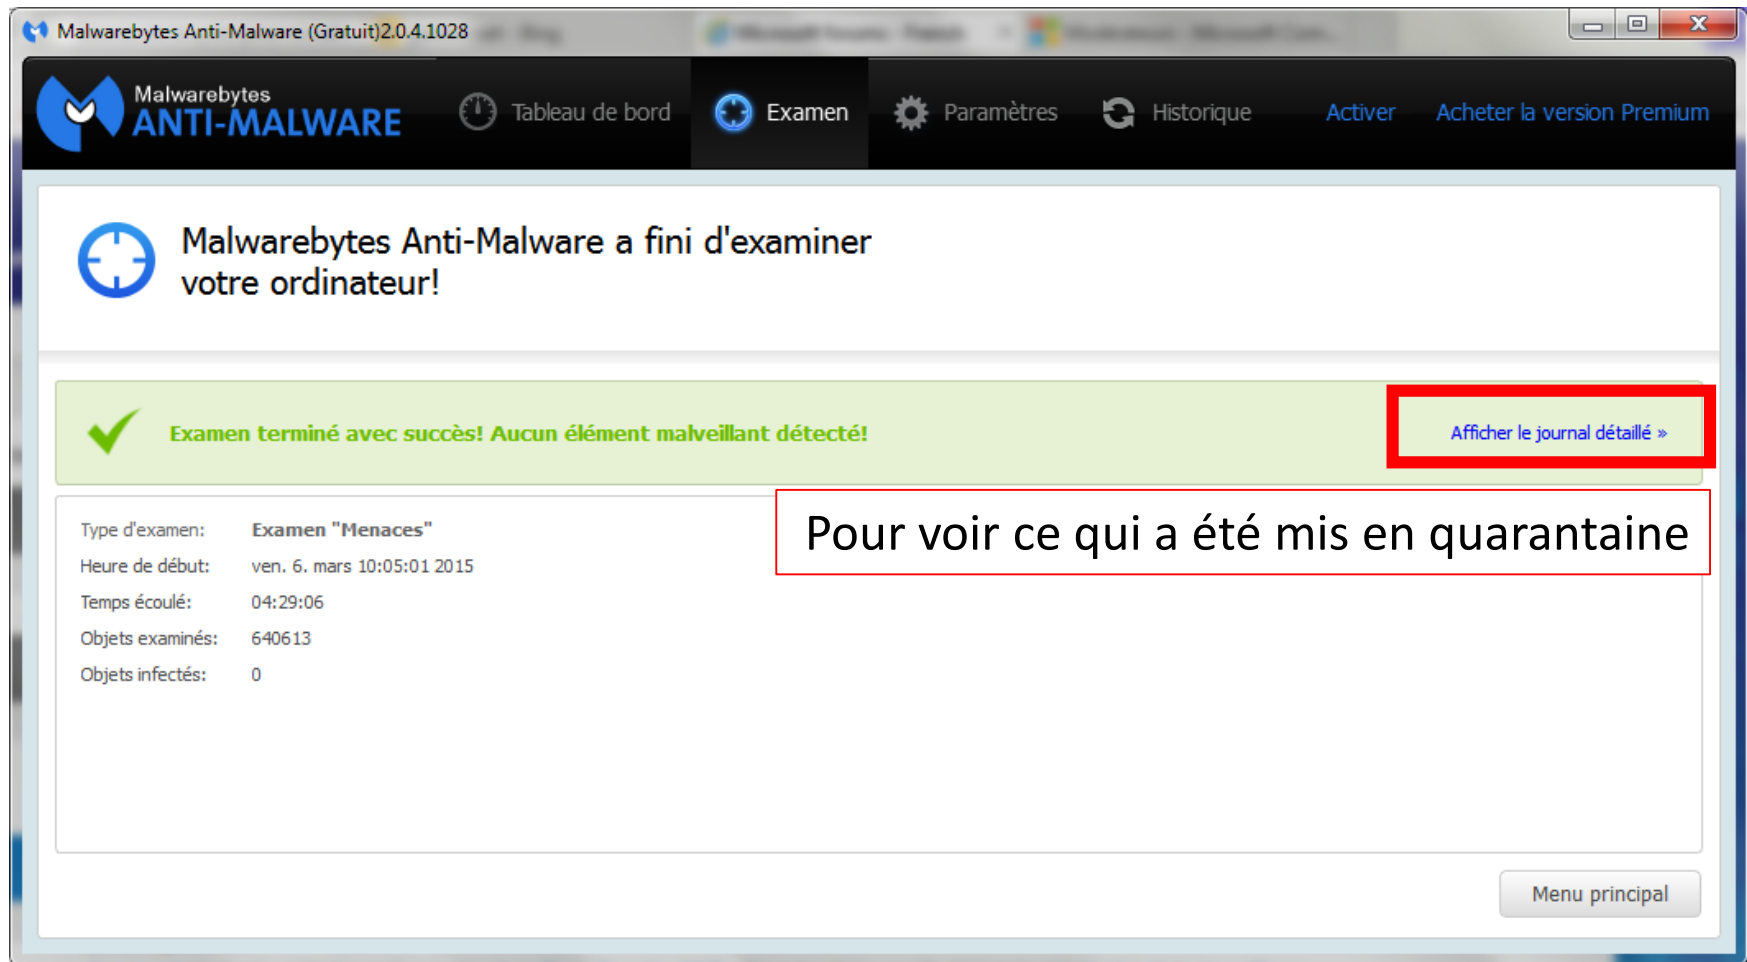 Malwarebytes Anti-Malware (Gratuit)2.0.4.1028
Malwarebytes
ANTI-MALWARE
Tableau de bord
Examen
Paramètres
Historique
Activer
Acheter la version Premium
Malwarebytes Anti-Malware a fini d'examiner
votre ordinateur!
Examen terminé avec succès! Aucun élément malveillant détecté!
Afficher le journal détaillé »
Pour voir ce qui a été mis en quarantaine
Type d'examen: Examen "Menaces"
Heure de début: ven. 6. mars 10:05:01 2015
Temps écoulé: 04:29:06
Objets examinés: 640613
Objets infectés: 0
Menu principal